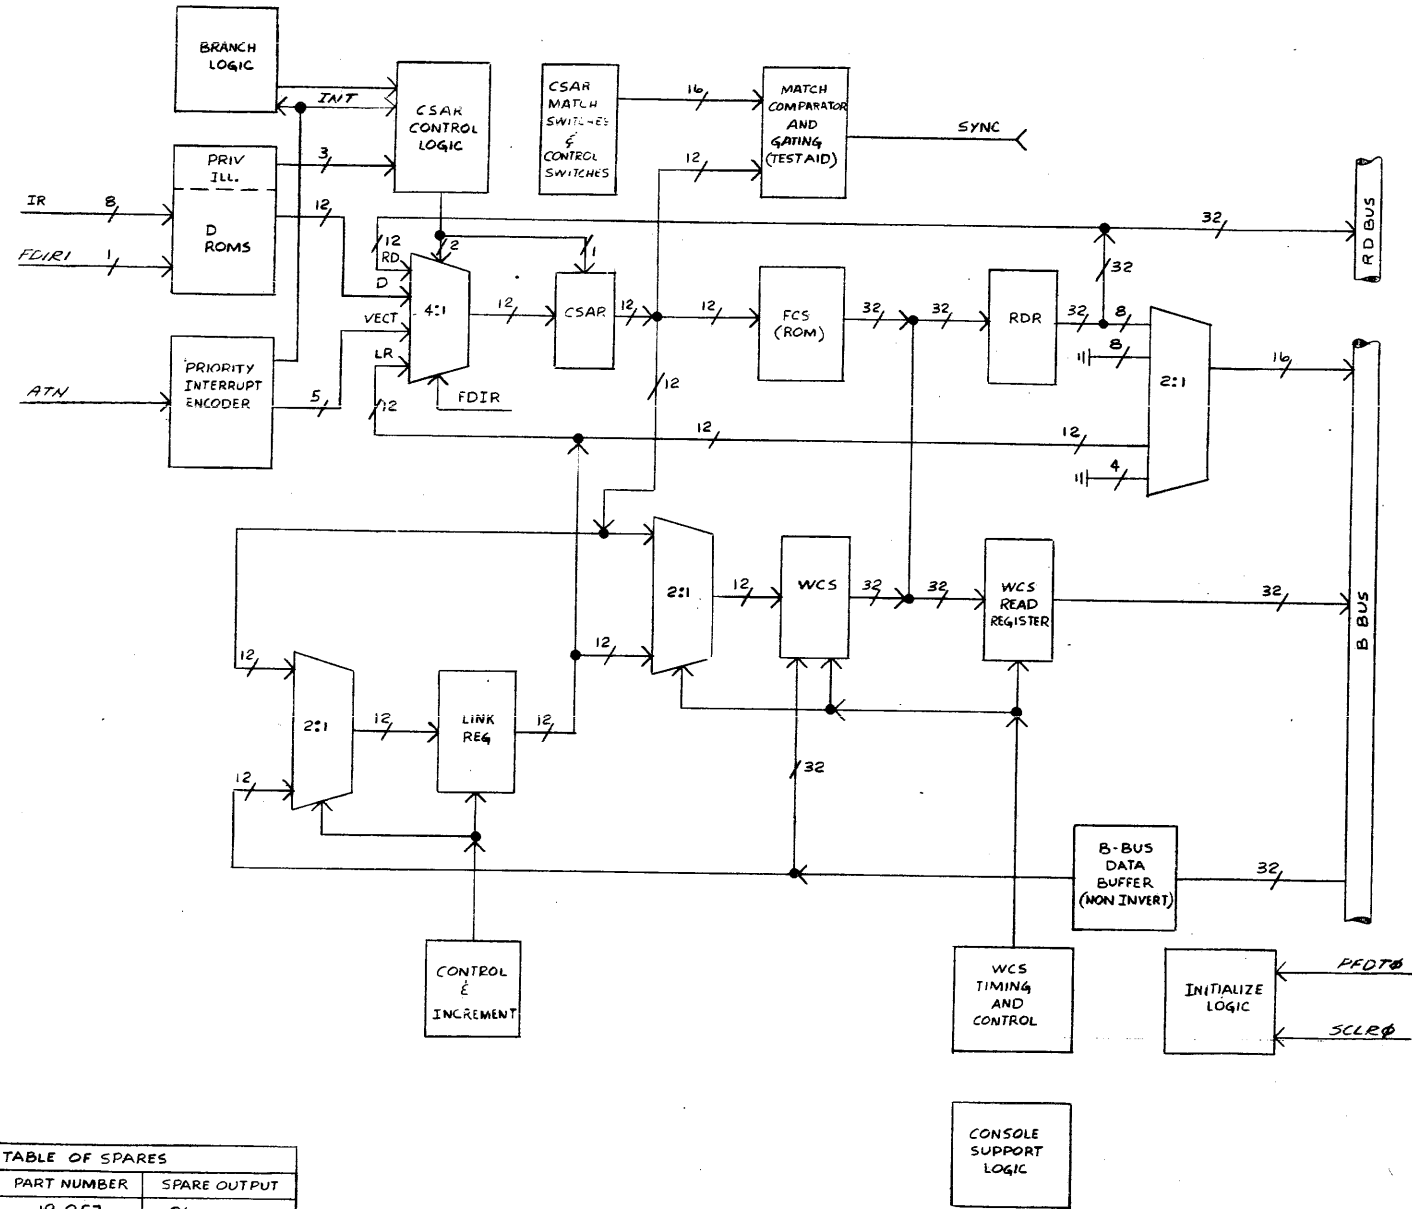 BRANCH
LOGIC
INT
CSAR
CONTROL
LOGIC
CSAR
MATCH
SWITCHES
&
CONTROL
SWITCHES
16
MATCH
COMPARATOR
AND
GATING
(TEST AID)
SYNC
12
PRIV
ILL.
3
D
ROMS
12
IR
8
FDIR1
1
RD BUS
32
12
RD
2
1
D
4:1
VECT
LR
12
CSAR
12
12
FCS
(ROM)
32
32
RDR
32
32
8
8
2:1
16
PRIORITY
INTERRUPT
ENCODER
ATN
5
12
FDIR
12
12
12
4
B BUS
2:1
12
WCS
32
32
WCS
READ
REGISTER
32
12
12
2:1
12
LINK
REG
12
12
32
B-BUS
DATA
BUFFER
(NON INVERT)
32
CONTROL
&
INCREMENT
WCS
TIMING
AND
CONTROL
INITIALIZE
LOGIC
PFDTØ
SCLRØ
CONSOLE
SUPPORT
LOGIC
TABLE OF SPARES
PART NUMBER
SPARE OUTPUT